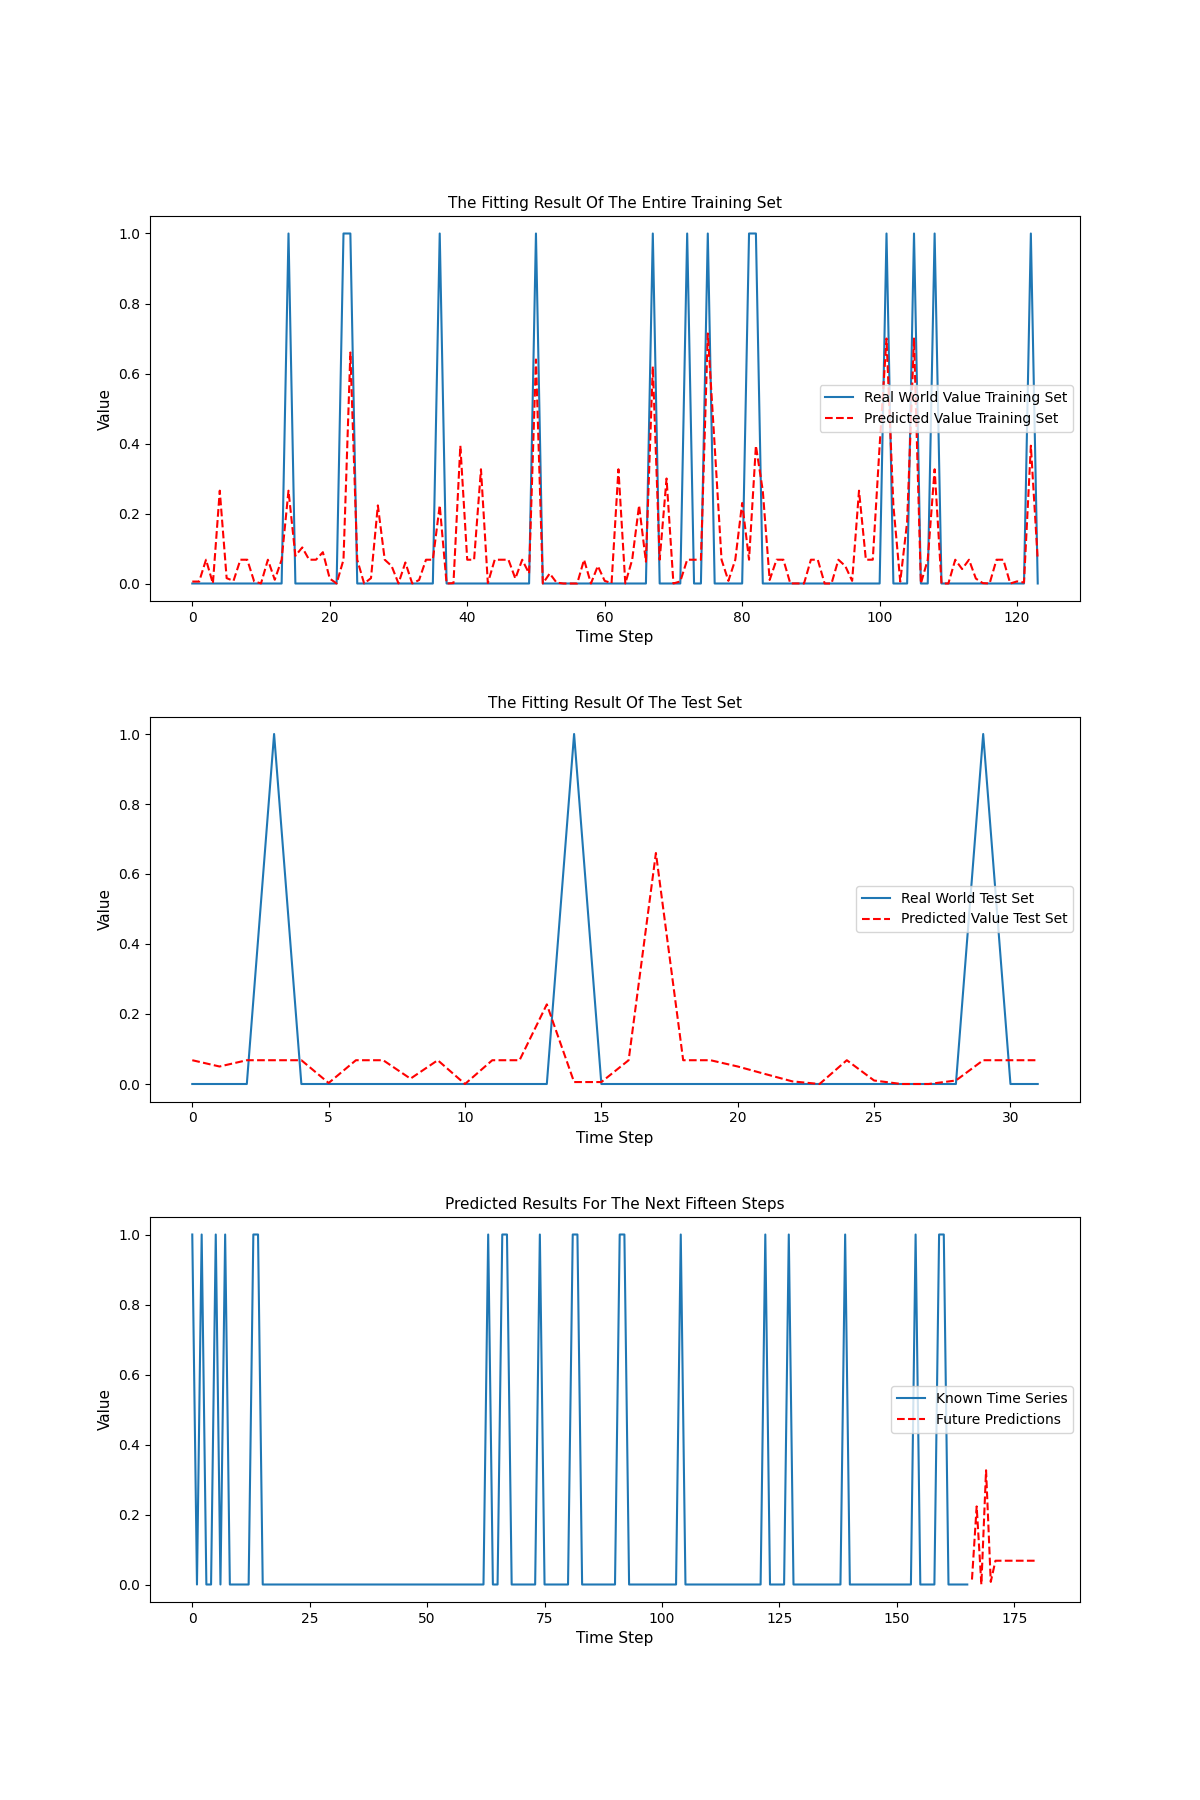 The Fitting Result Of The Entire Training Set
1.0
0.8
0.6
0.4
0.2
0.0
Value
Real World Value Training Set
Predicted Value Training Set
0 20 40 60 80 100 120
Time Step
The Fitting Result Of The Test Set
1.0
0.8
0.6
0.4
0.2
0.0
Value
Real World Test Set
Predicted Value Test Set
0 5 10 15 20 25 30
Time Step
Predicted Results For The Next Fifteen Steps
1.0
0.8
0.6
0.4
0.2
0.0
Value
Known Time Series
Future Predictions
0 25 50 75 100 125 150 175
Time Step